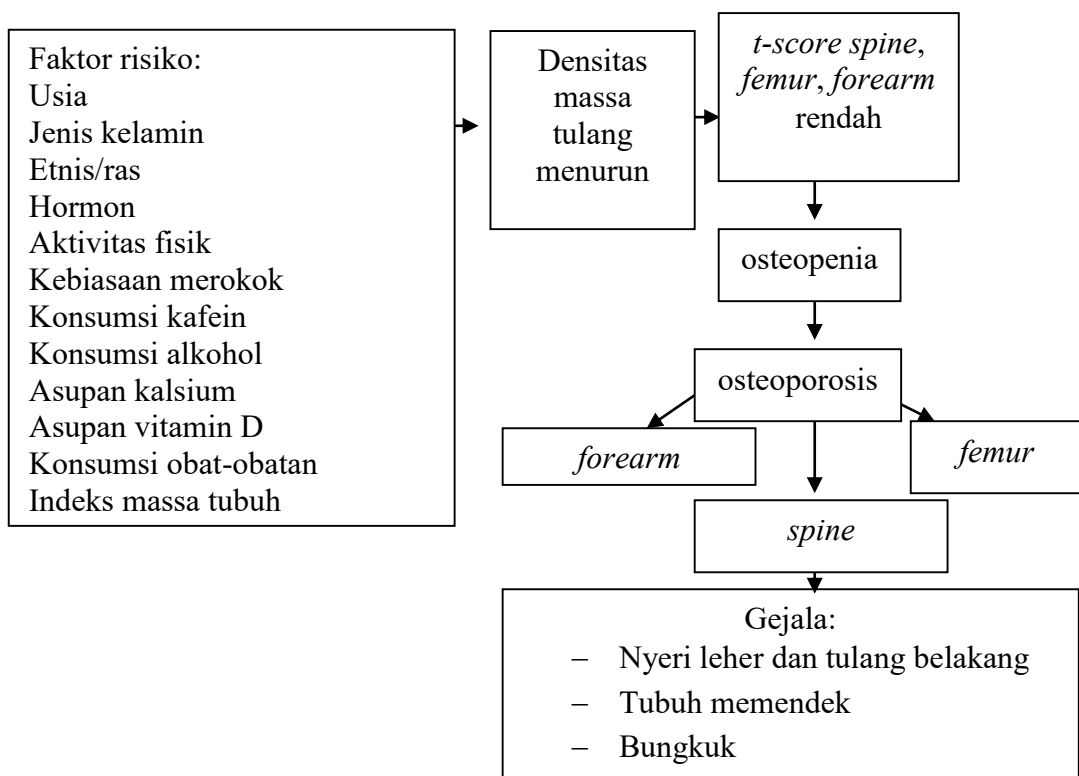 Faktor risiko:
Usia
Jenis kelamin
Etnis/ras
Hormon
Aktivitas fisik
Kebiasaan merokok
Konsumsi kafein
Konsumsi alkohol
Asupan kalsium
Asupan vitamin D
Konsumsi obat-obatan
Indeks massa tubuh
Densitas
massa
tulang
menurun
t-score spine,
femur, forearm
rendah
osteopenia
osteoporosis
forearm
femur
spine
Gejala:
– Nyeri leher dan tulang belakang
– Tubuh memendek
– Bungkuk